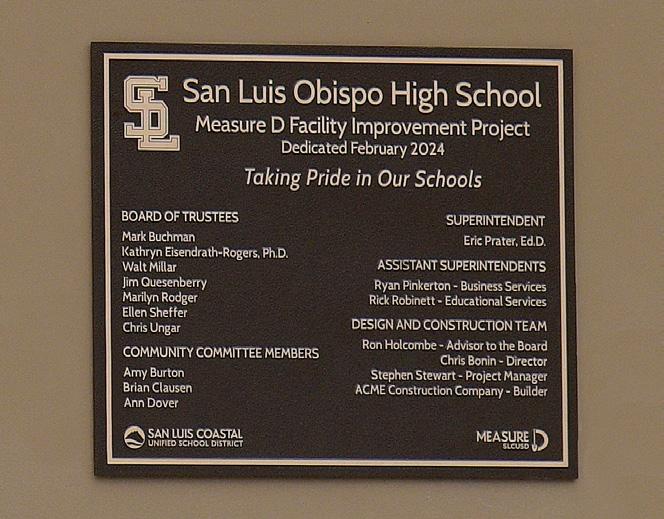 SL
San Luis Obispo High School
Measure D Facility Improvement Project
Dedicated February 2024
Taking Pride in Our Schools
BOARD OF TRUSTEES
Mark Buchman
Kathryn Eisendrath-Rogers, Ph.D.
Walt Millar
Jim Quesenberry
Marilyn Rodger
Ellen Sheffer
Chris Ungar
COMMUNITY COMMITTEE MEMBERS
Amy Burton
Brian Clausen
Ann Dover
SUPERINTENDENT
Eric Prater, Ed.D.
ASSISTANT SUPERINTENDENTS
Ryan Pinkerton - Business Services
Rick Robinett - Educational Services
DESIGN AND CONSTRUCTION TEAM
Ron Holcombe - Advisor to the Board
Chris Bonin - Director
Stephen Stewart - Project Manager
ACME Construction Company - Builder
SAN LUIS COASTAL
UNIFIED SCHOOL DISTRICT
MEASURE D
SLCUSD